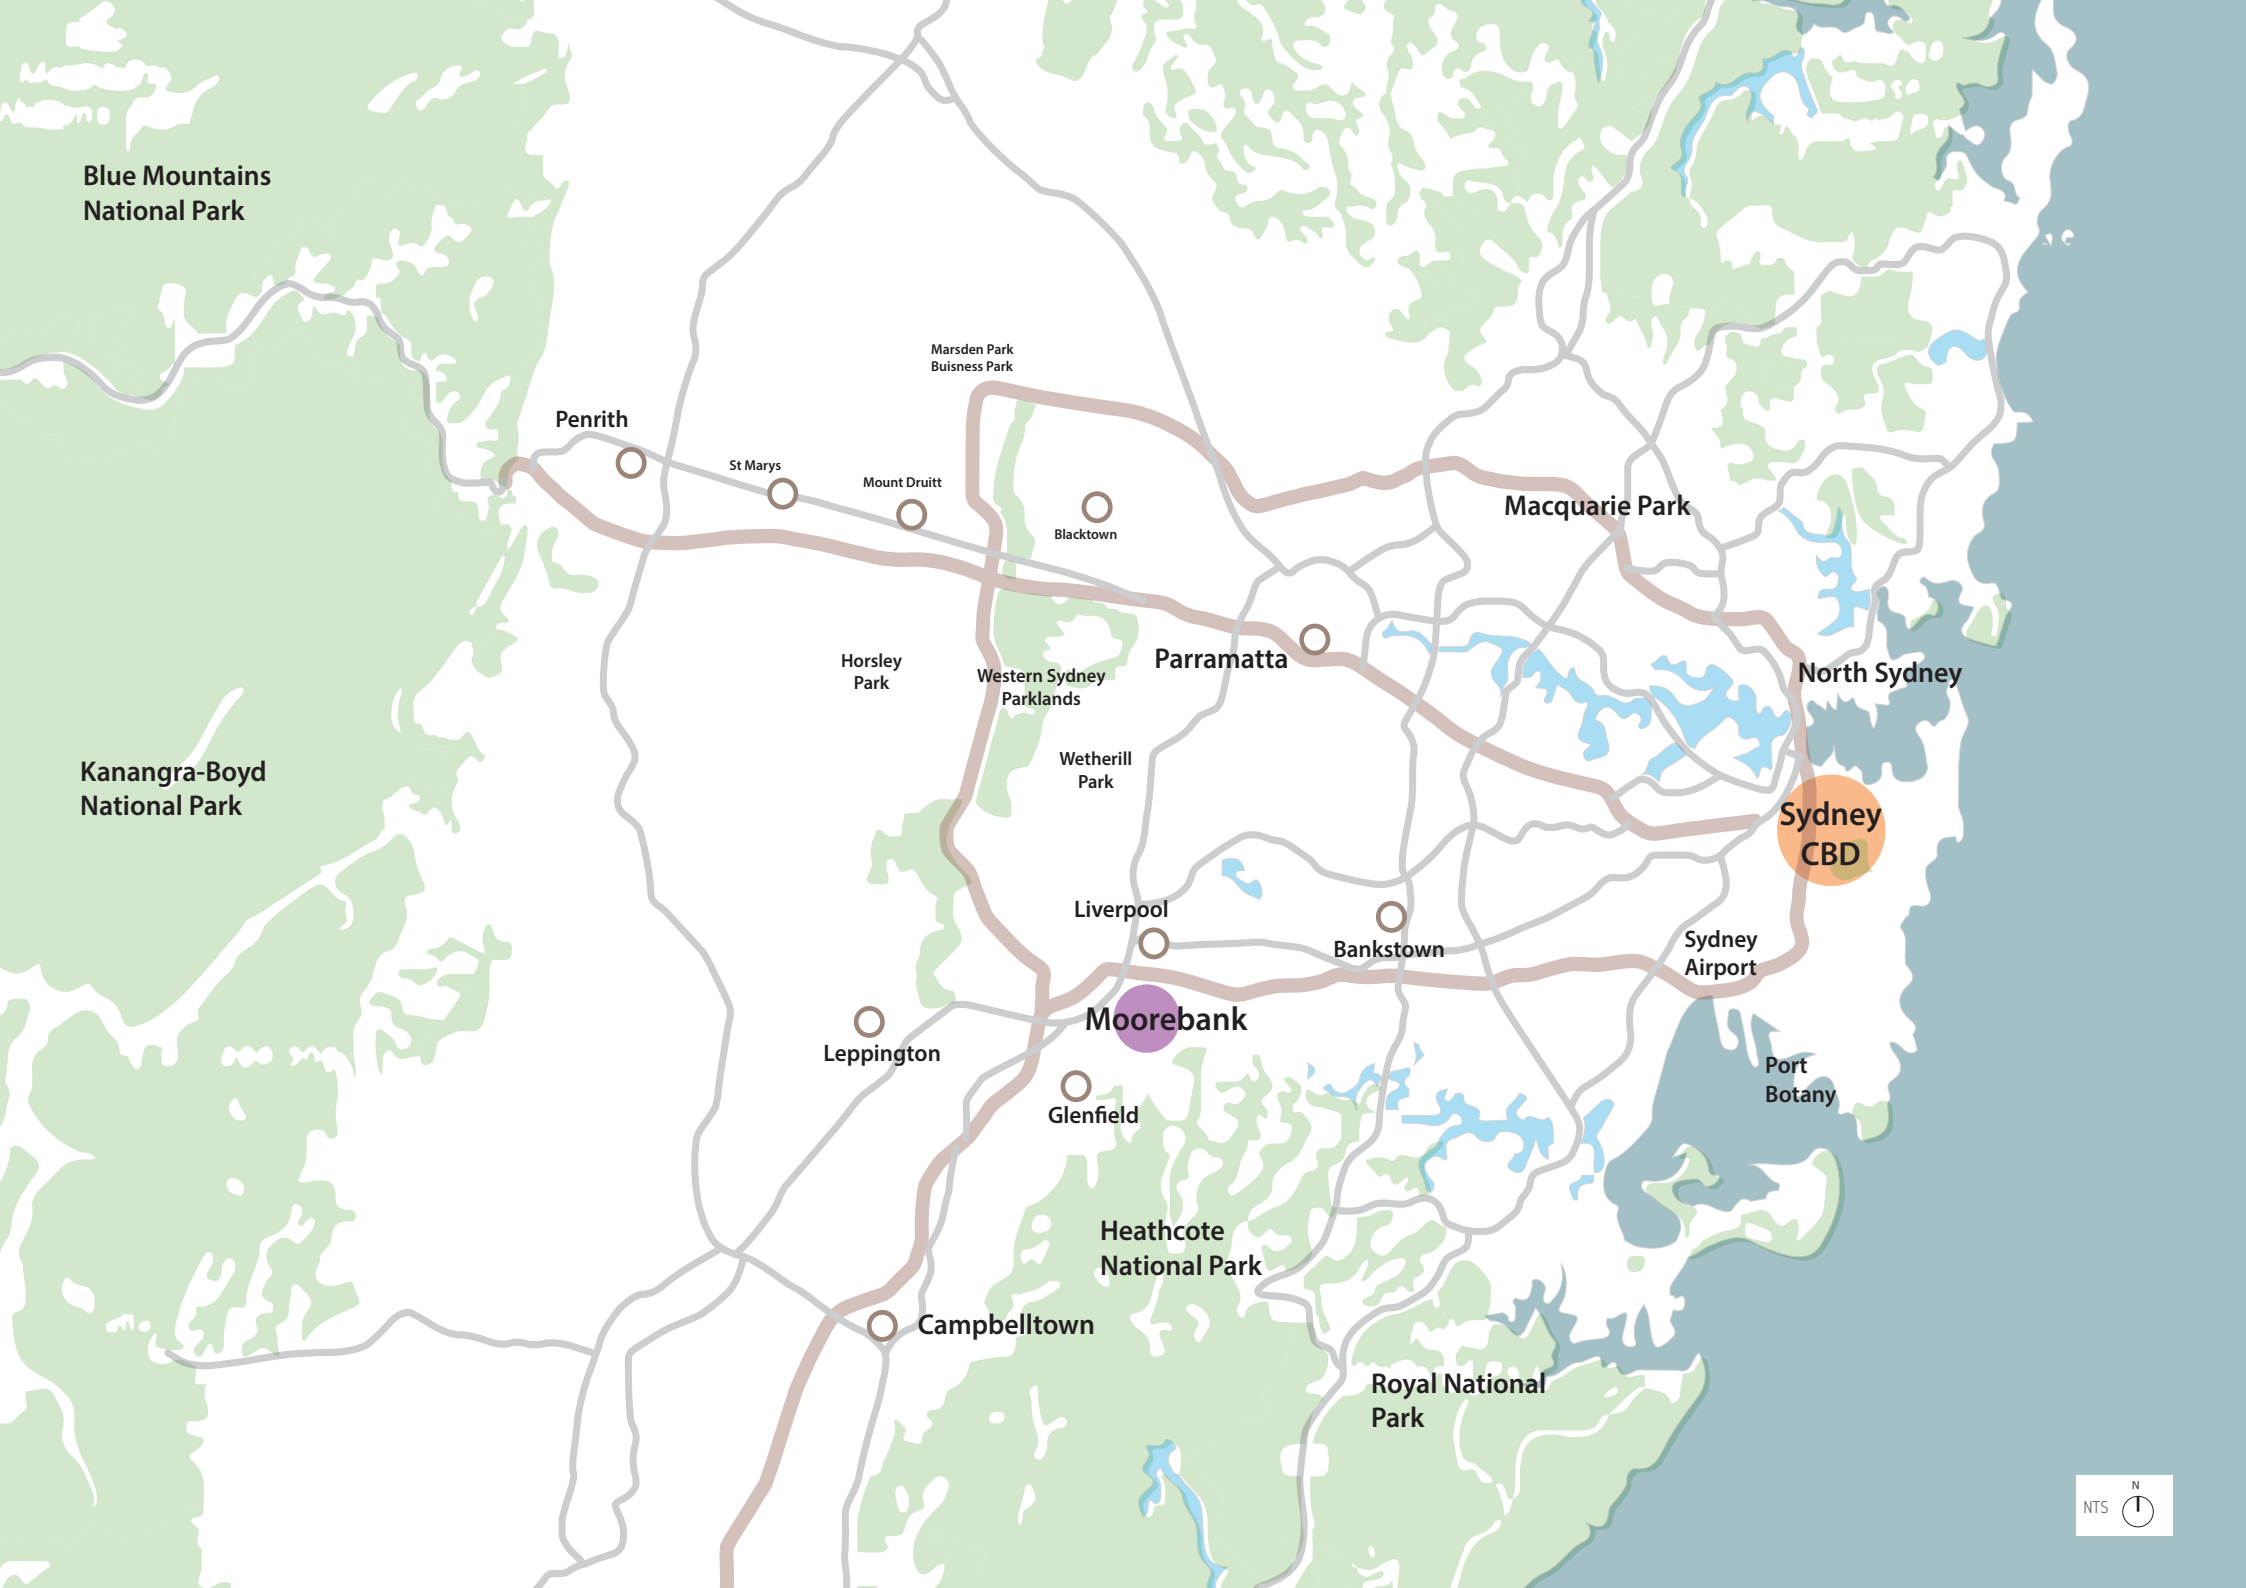 Blue Mountains
National Park
Marsden Park
Buisness Park
Penrith
St Marys
Mount Druitt
Blacktown
Macquarie Park
Parramatta
Horsley
Park
Western Sydney
Parklands
North Sydney
Wetherill
Park
Kanangra-Boyd
National Park
Sydney
CBD
Liverpool
Bankstown
Sydney
Airport
Moorebank
Leppington
Glenfield
Port
Botany
Heathcote
National Park
Campbelltown
Royal National
Park
N
NTS